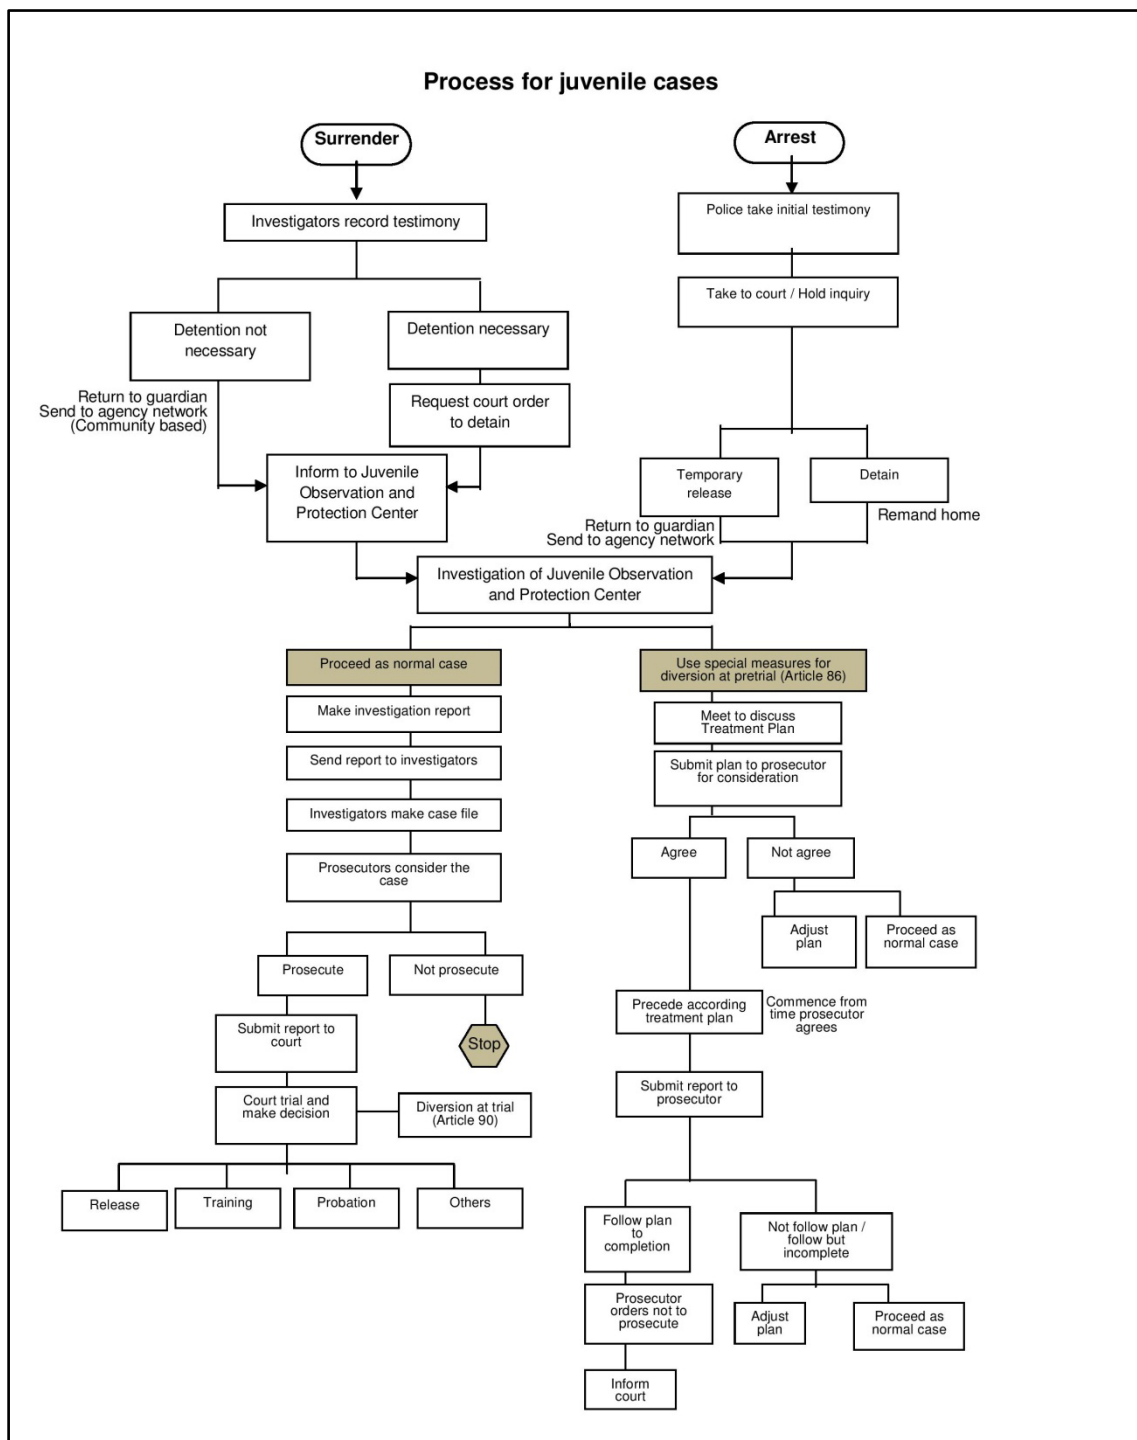 Process for juvenile cases
Surrender
Arrest
Investigators record testimony
Police take initial testimony
Take to court / Hold inquiry
Detention not
necessary
Detention necessary
Return to guardian
Send to agency network
(Community based)
Request court order
to detain
Inform to Juvenile
Observation and
Protection Center
Temporary
release
Detain
Return to guardian
Send to agency network
Remand home
Investigation of Juvenile Observation
and Protection Center
Proceed as normal case
Make investigation report
Send report to investigators
Investigators make case file
Prosecutors consider the
case
Prosecute
Not prosecute
Submit report to
court
Stop
Court trial and
make decision
Diversion at trial
(Article 90)
Release
Training
Probation
Others
Use special measures for
diversion at pretrial (Article 86)
Meet to discuss
Treatment Plan
Submit plan to prosecutor
for consideration
Agree
Not agree
Adjust
plan
Proceed as
normal case
Precede according
treatment plan
Commence from
time prosecutor
agrees
Submit report to
prosecutor
Follow plan
to
completion
Not follow plan /
follow but
incomplete
Prosecutor
orders not to
prosecute
Adjust
plan
Proceed as
normal case
Inform
court